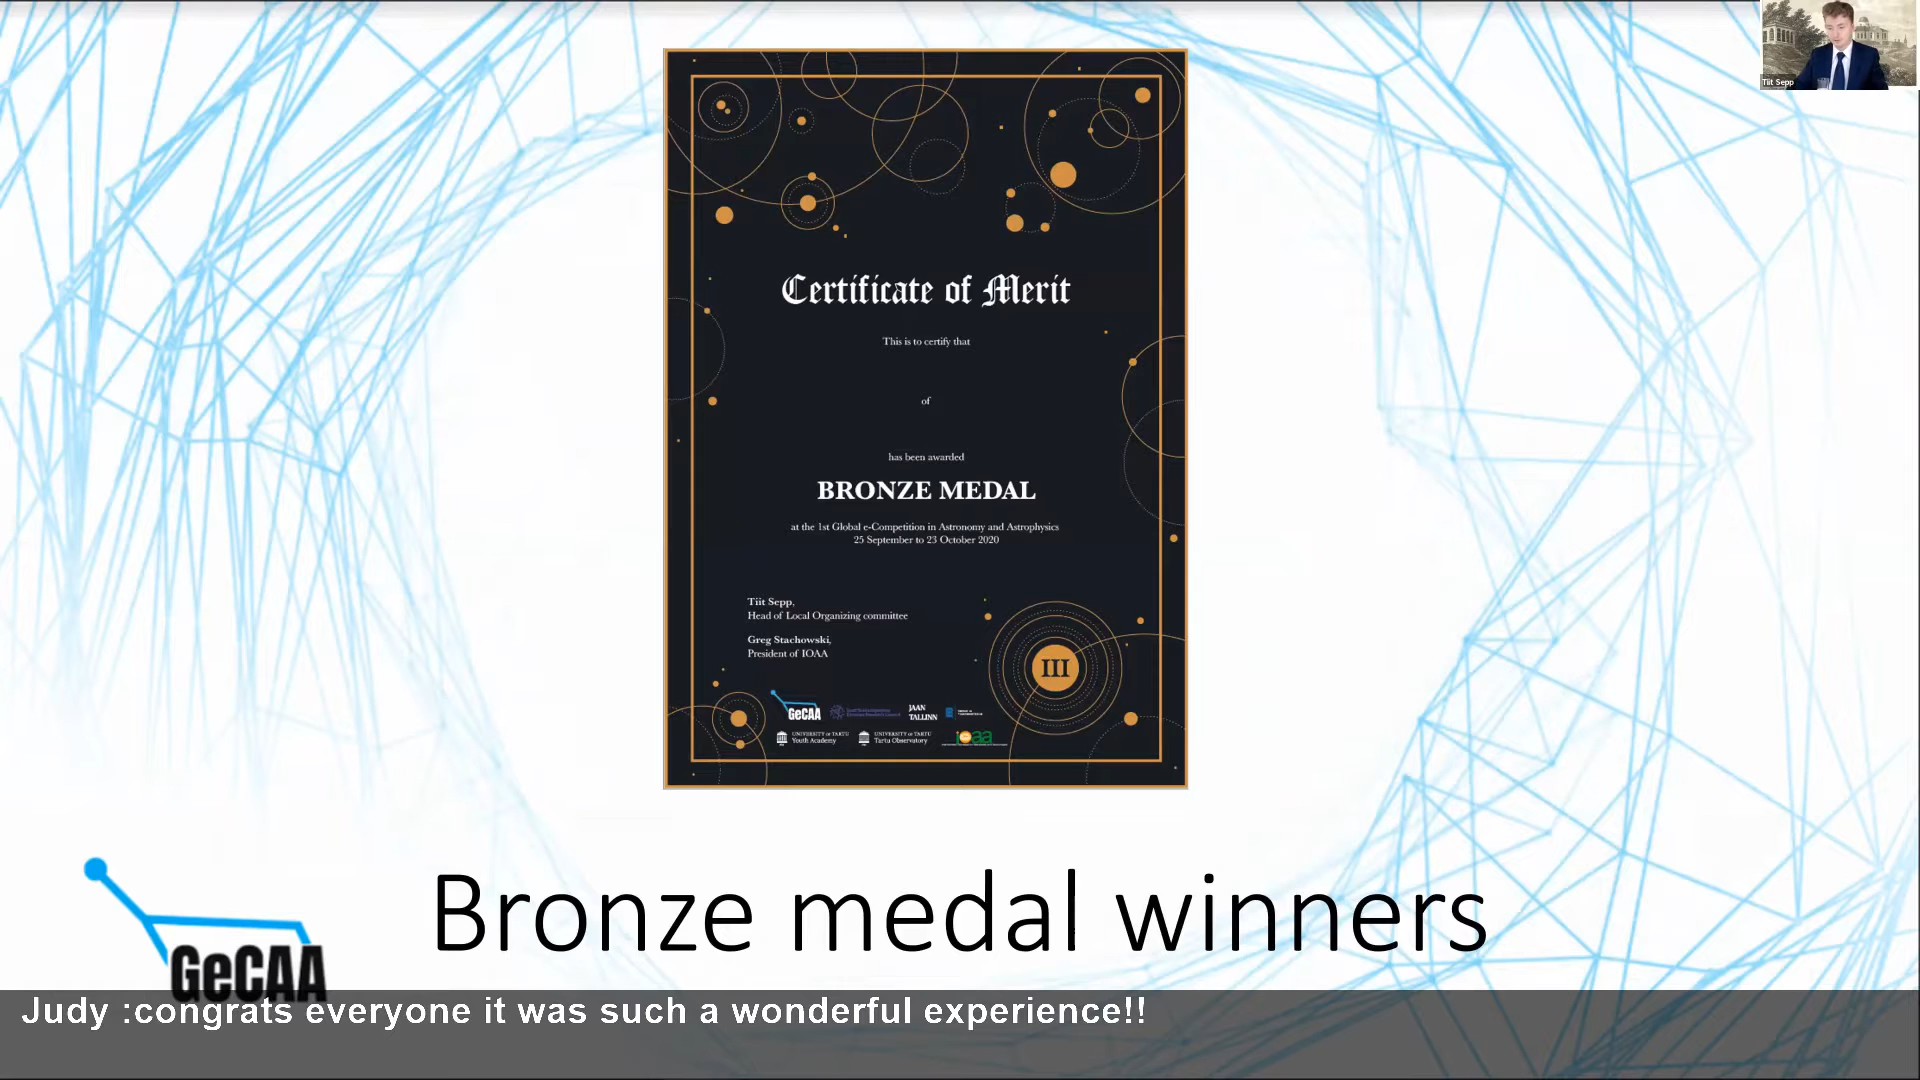 Tiit Sepp
Certificate of Merit
This is to certify that
of
has been awarded
BRONZE MEDAL
at the 1st Global e-Competition in Astronomy and Astrophysics
25 September to 23 October 2020
Tiit Sepp,
Head of Local Organizing committee
Greg Stachowski,
President of IOAA
III
GeCAA
JAAN
TALLINN
UNIVERSITY OF TARTU
Youth Academy
UNIVERSITY OF TARTU
Tartu Observatory
ioaa
Bronze medal winners
GeCAA
Judy :congrats everyone it was such a wonderful experience!!